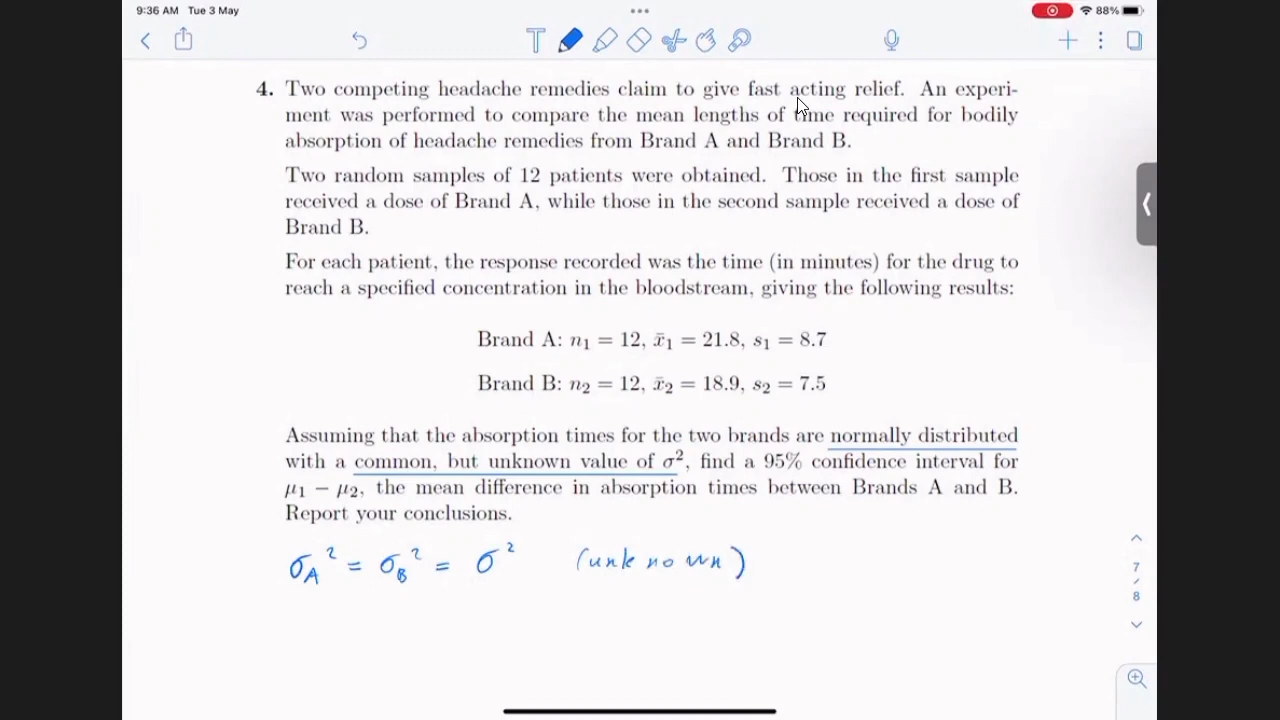 9:36 AM Tue 3 May
88%
4. Two competing headache remedies claim to give fast acting relief. An experi-
ment was performed to compare the mean lengths of time required for bodily
absorption of headache remedies from Brand A and Brand B.
Two random samples of 12 patients were obtained. Those in the first sample
received a dose of Brand A, while those in the second sample received a dose of
Brand B.
For each patient, the response recorded was the time (in minutes) for the drug to
reach a specified concentration in the bloodstream, giving the following results:
Brand A: n₁ = 12, x̄₁ = 21.8, s₁ = 8.7
Brand B: n₂ = 12, x̄₂ = 18.9, s₂ = 7.5
Assuming that the absorption times for the two brands are normally distributed
with a common, but unknown value of σ², find a 95% confidence interval for
μ₁ − μ₂, the mean difference in absorption times between Brands A and B.
Report your conclusions.
σ_A² = σ_B² = σ² (unknown)
7
/
8